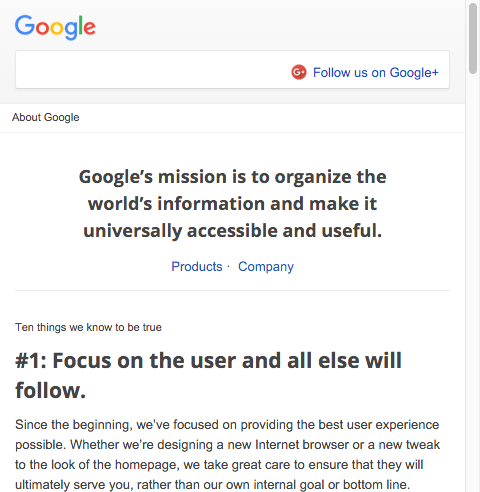 Google
Follow us on Google+
About Google
Google’s mission is to organize the
world’s information and make it
universally accessible and useful.
Products · Company
Ten things we know to be true
#1: Focus on the user and all else will
follow.
Since the beginning, we’ve focused on providing the best user experience
possible. Whether we’re designing a new Internet browser or a new tweak
to the look of the homepage, we take great care to ensure that they will
ultimately serve you, rather than our own internal goal or bottom line.